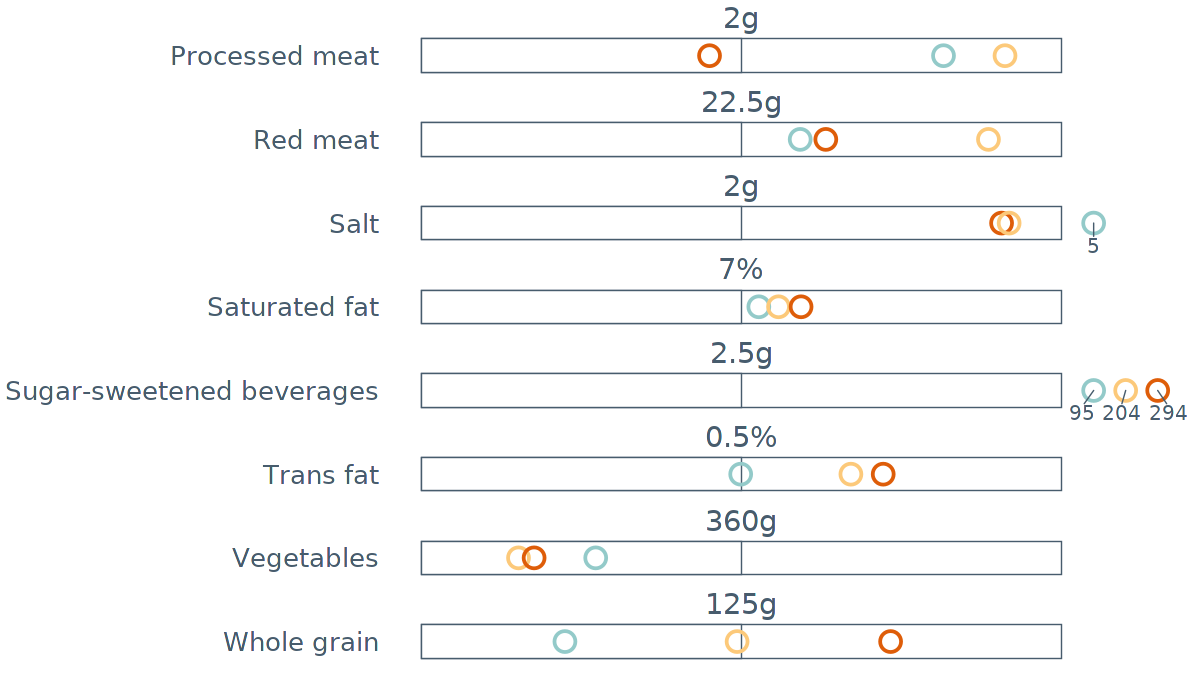 2g
Processed meat
22.5g
Red meat
2g
Salt
5
7%
Saturated fat
2.5g
Sugar-sweetened beverages
95 204 294
0.5%
Trans fat
360g
Vegetables
125g
Whole grain